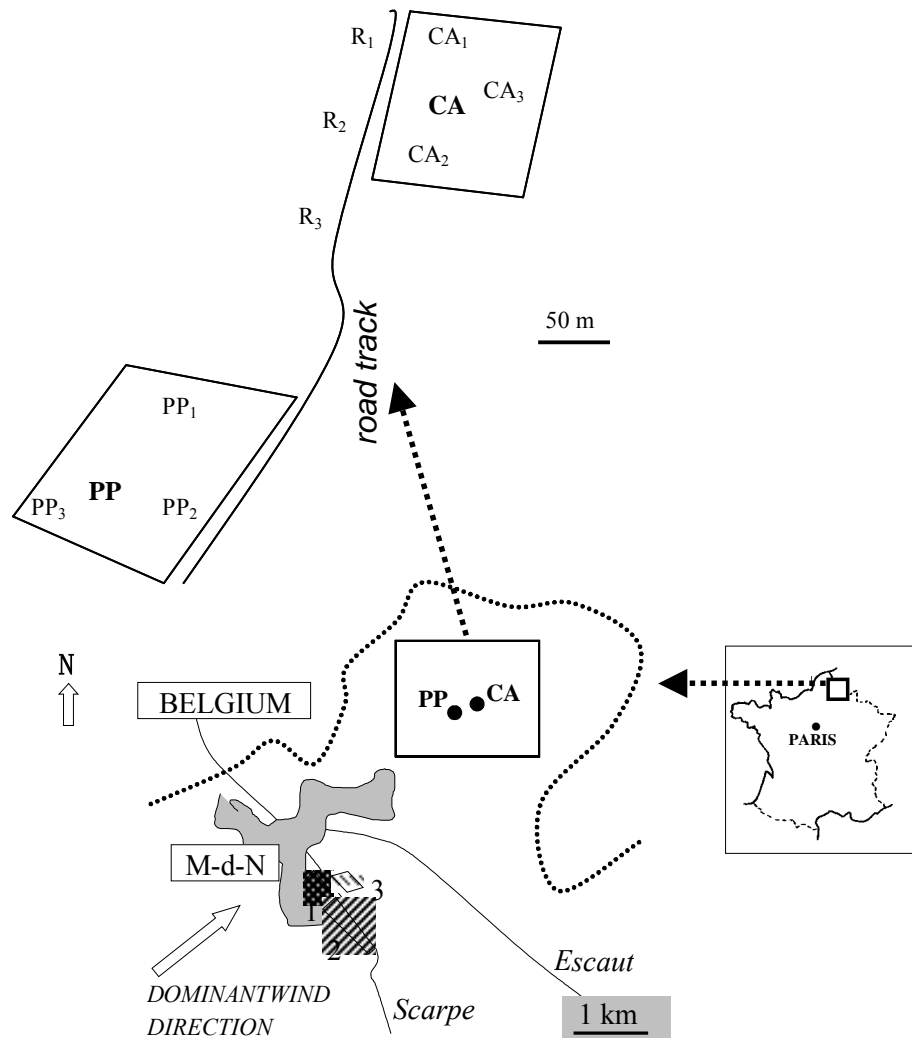 R₁
CA₁
CA₃
CA
R₂
CA₂
R₃
50 m
road track
PP₁
PP
PP₃
PP₂
N
BELGIUM
PP
CA
PARIS
M-d-N
1
3
2
Escaut
DOMINANTWIND
DIRECTION
Scarpe
1 km